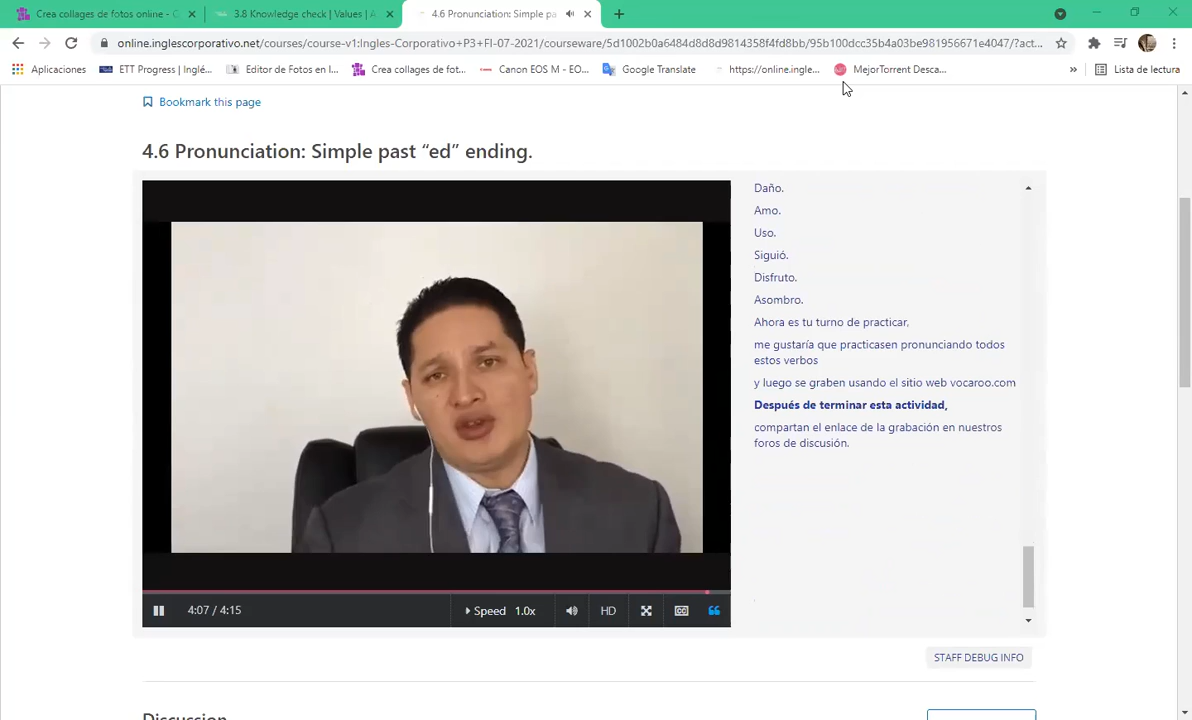 Crea collages de fotos online - C
3.8 Knowledge check | Values | A
4.6 Pronunciation: Simple pa
online.inglescorporativo.net/courses/course-v1:Ingles-Corporativo+P3+FI-07-2021/courseware/5d1002b0a6484d8d8d9814358f4fd8bb/95b100dcc35b4a03be981956671e4047/?act...
Aplicaciones
ETT Progress | Inglé...
Editor de Fotos en l...
Crea collages de fot...
Canon EOS M - EO...
Google Translate
https://online.ingle...
MejorTorrent Desca...
»
Lista de lectura
Bookmark this page
4.6 Pronunciation: Simple past “ed” ending.
Daño.
Amo.
Uso.
Siguió.
Disfruto.
Asombro.
Ahora es tu turno de practicar,
me gustaría que practicasen pronunciando todos
estos verbos
y luego se graben usando el sitio web vocaroo.com
Después de terminar esta actividad,
compartan el enlace de la grabación en nuestros
foros de discusión.
4:07 / 4:15
Speed 1.0x
HD
STAFF DEBUG INFO
Discussion